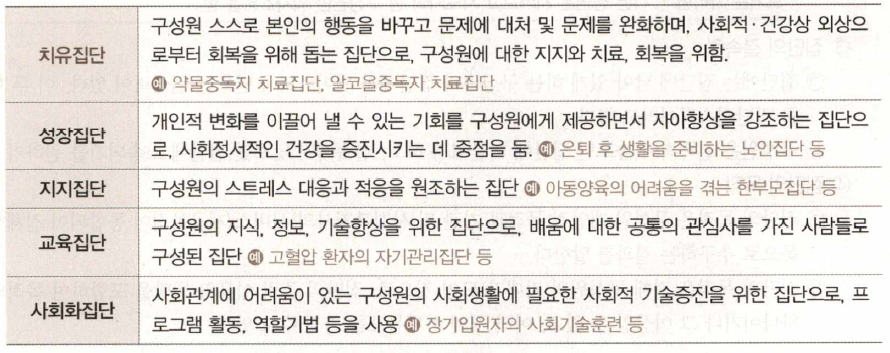 치유집단
구성원 스스로 본인의 행동을 바꾸고 문제에 대처 및 문제를 완화하며, 사회적·건강상 외상으
로부터 회복을 위해 돕는 집단으로, 구성원에 대한 지지와 치료, 회복을 위함.
예 약물중독자 치료집단, 알코올중독자 치료집단
성장집단
개인적 변화를 이끌어 낼 수 있는 기회를 구성원에게 제공하면서 자아향상을 강조하는 집단으
로, 사회정서적인 건강을 증진시키는 데 중점을 둠. 예 은퇴 후 생활을 준비하는 노인집단 등
지지집단
구성원의 스트레스 대응과 적응을 원조하는 집단 예 아동양육의 어려움을 겪는 한부모집단 등
교육집단
구성원의 지식, 정보, 기술향상을 위한 집단으로, 배움에 대한 공통의 관심사를 가진 사람들로
구성된 집단 예 고혈압 환자의 자기관리집단 등
사회화집단
사회관계에 어려움이 있는 구성원의 사회생활에 필요한 사회적 기술증진을 위한 집단으로, 프
로그램 활동, 역할기법 등을 사용 예 장기입원자의 사회기술훈련 등